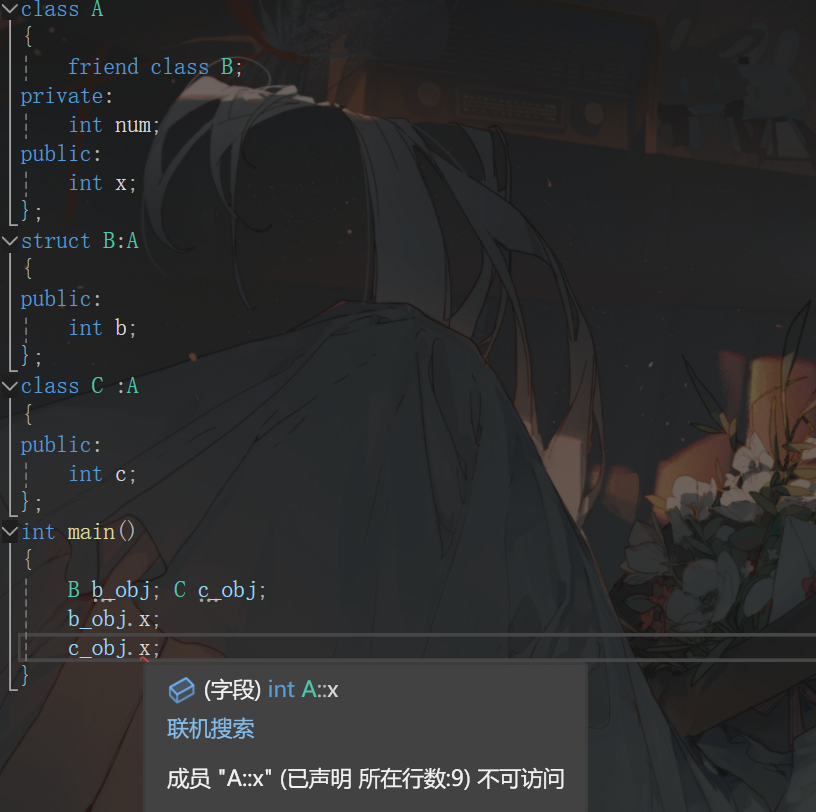 class A
{
friend class B;
private:
int num;
public:
int x;
};
struct B:A
{
public:
int b;
};
class C :A
{
public:
int c;
};
int main()
{
B b_obj; C c_obj;
b_obj.x;
c_obj.x;
}
(字段) int A::x
联机搜索
成员 "A::x" (已声明 所在行数:9) 不可访问